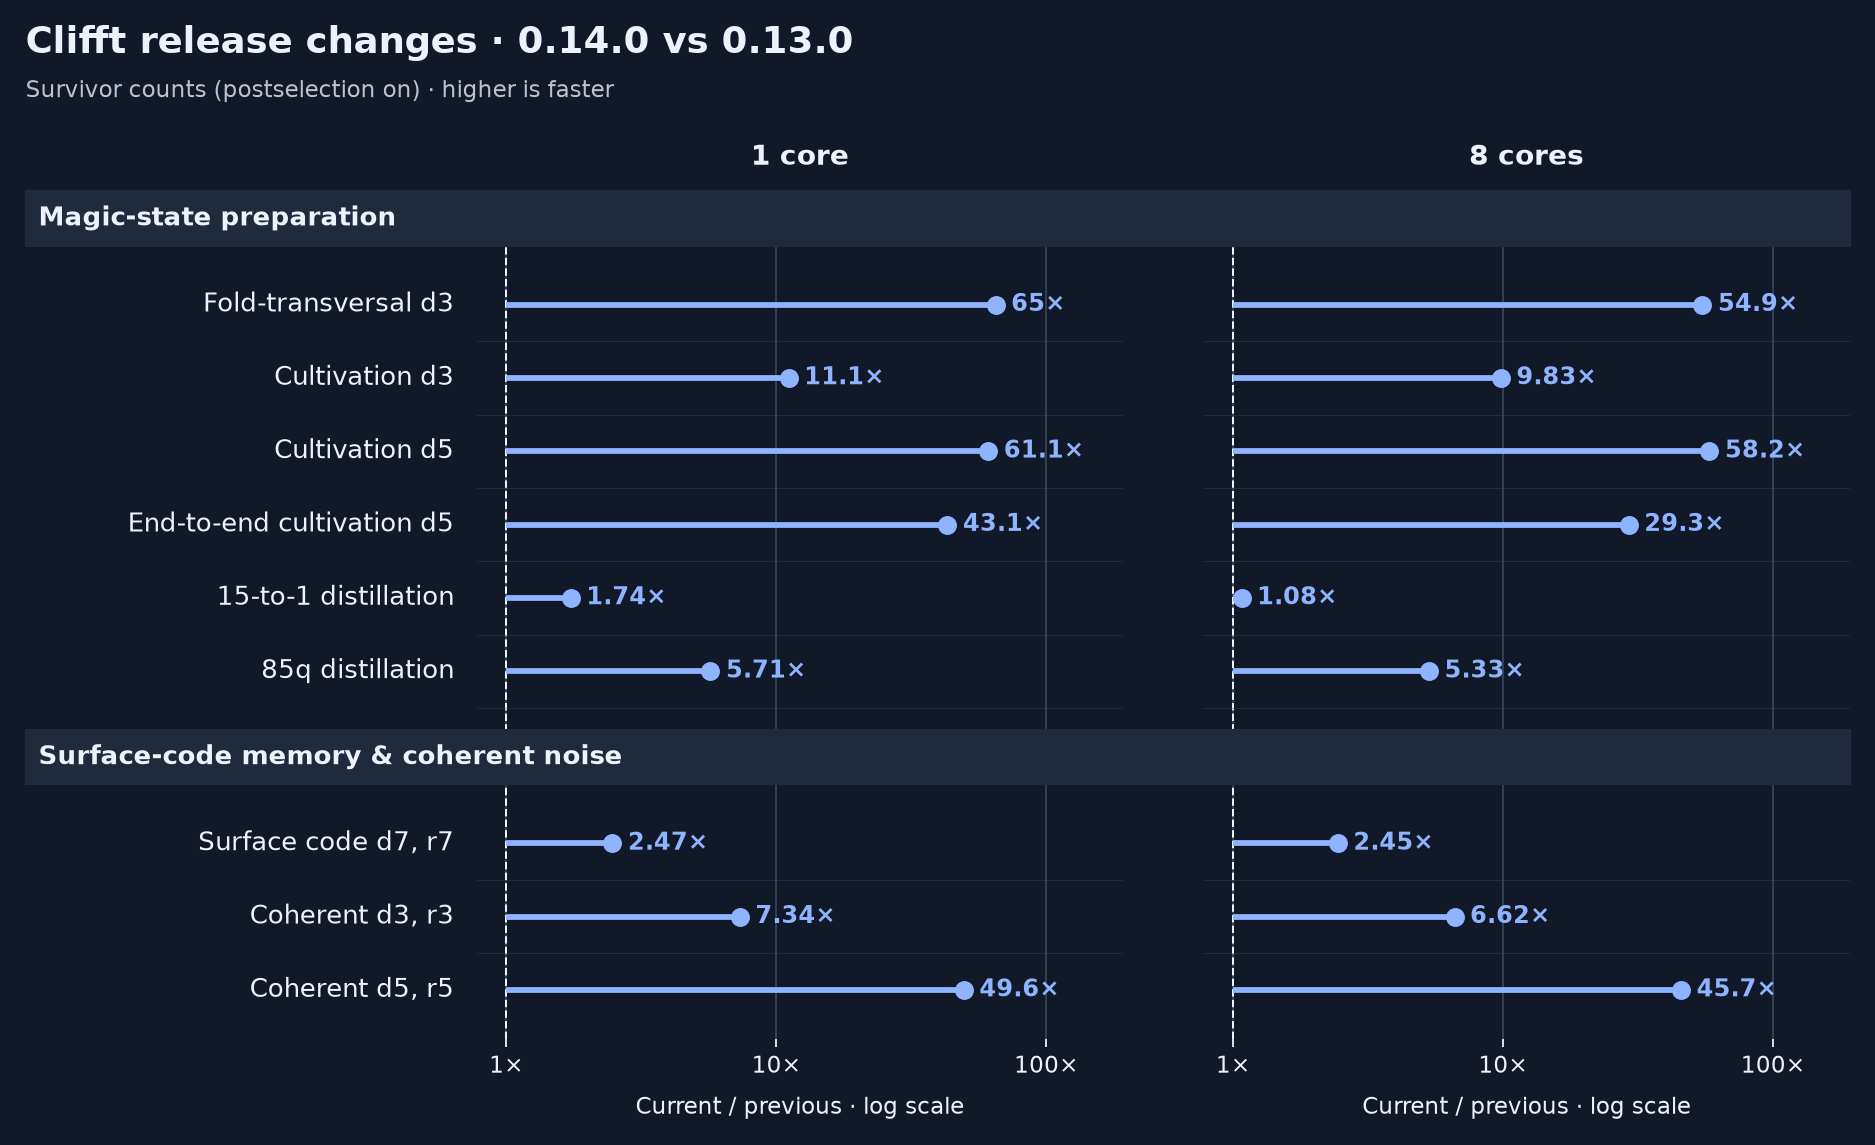 Clifft release changes · 0.14.0 vs 0.13.0
Survivor counts (postselection on) · higher is faster
1 core 8 cores
Magic-state preparation
Fold-transversal d3 65× 54.9×
Cultivation d3 11.1× 9.83×
Cultivation d5 61.1× 58.2×
End-to-end cultivation d5 43.1× 29.3×
15-to-1 distillation 1.74× 1.08×
85q distillation 5.71× 5.33×
Surface-code memory & coherent noise
Surface code d7, r7 2.47× 2.45×
Coherent d3, r3 7.34× 6.62×
Coherent d5, r5 49.6× 45.7×
1× 10× 100× 1× 10× 100×
Current / previous · log scale Current / previous · log scale